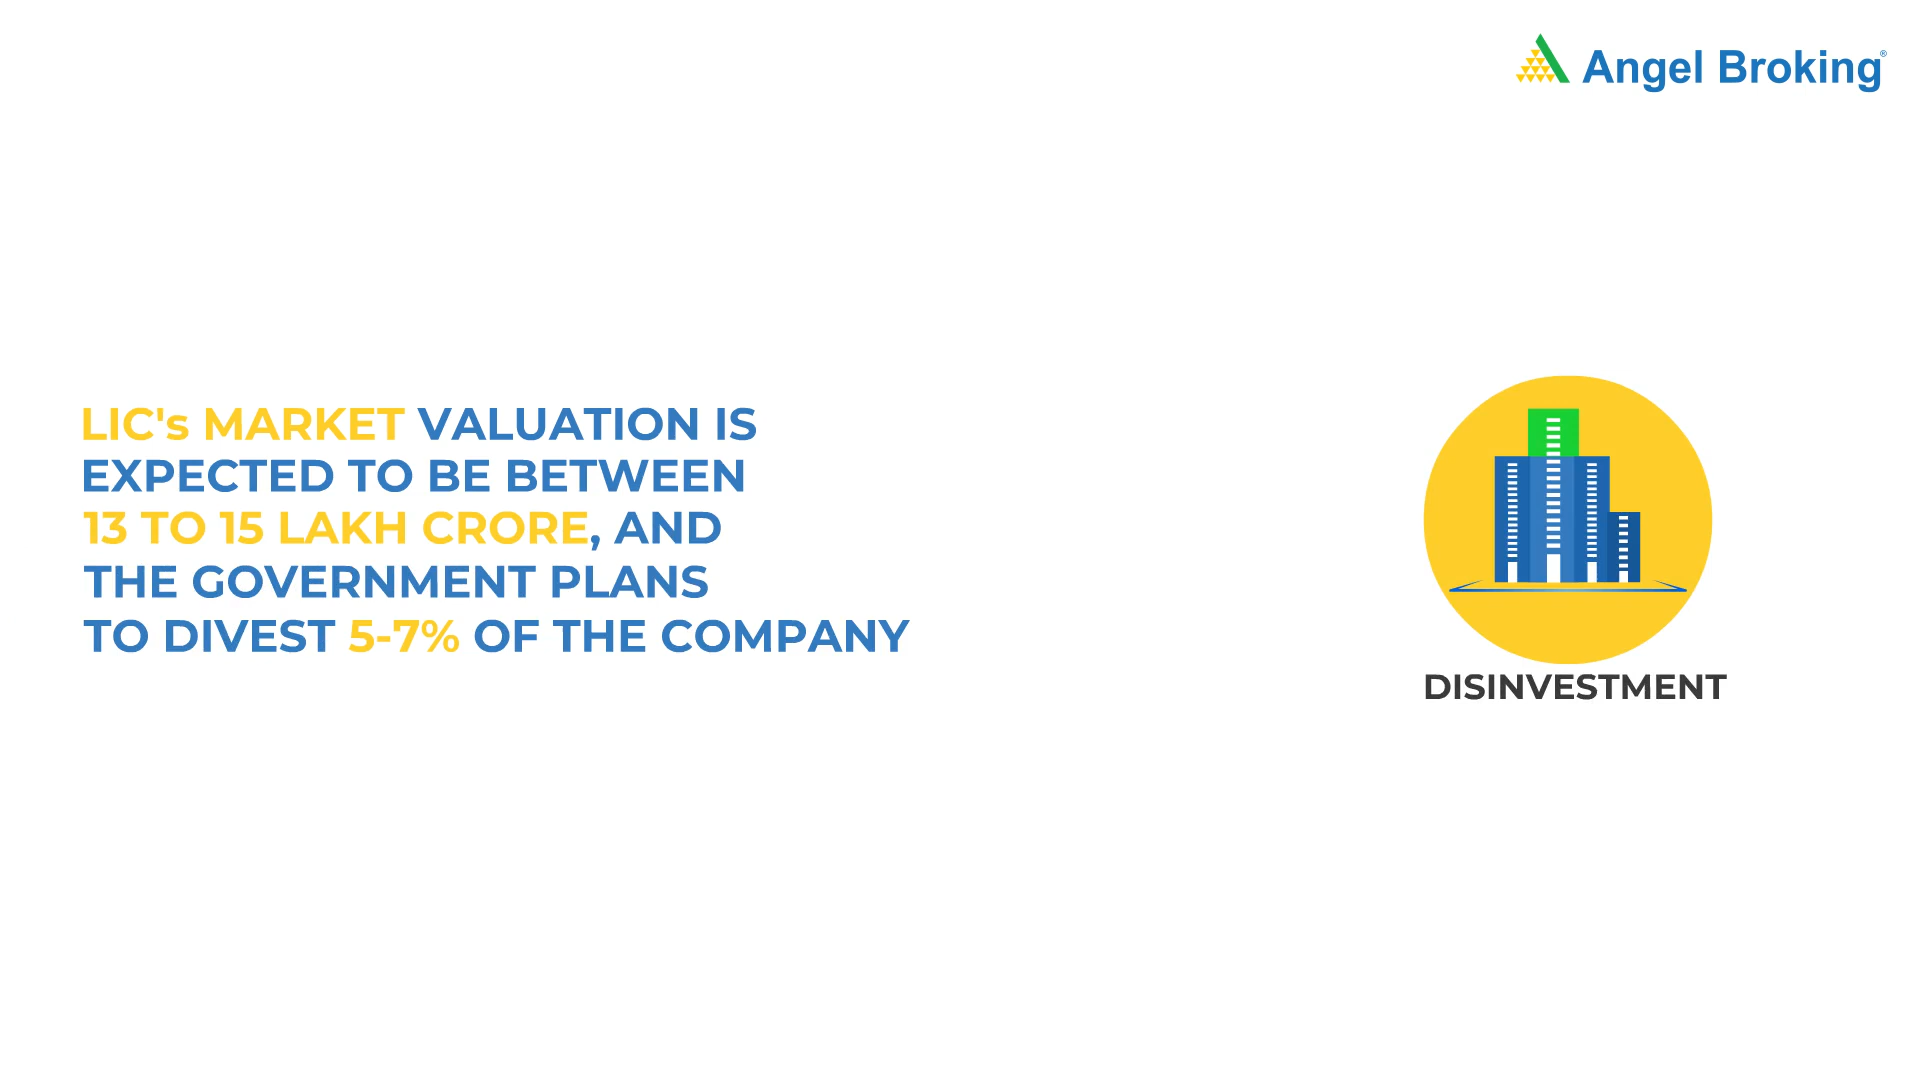 Angel Broking®
LIC's MARKET VALUATION IS
EXPECTED TO BE BETWEEN
13 TO 15 LAKH CRORE, AND
THE GOVERNMENT PLANS
TO DIVEST 5-7% OF THE COMPANY
DISINVESTMENT